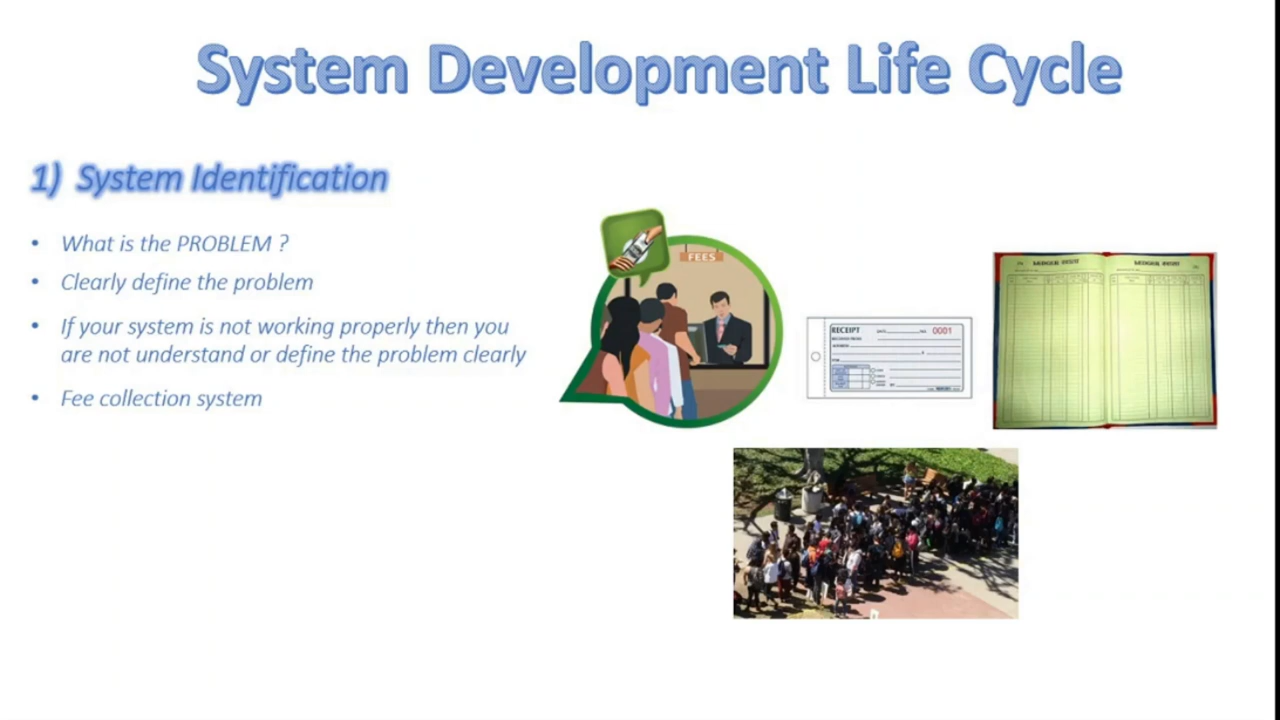 System Development Life Cycle
1) System Identification
• What is the PROBLEM ?
• Clearly define the problem
• If your system is not working properly then you
are not understand or define the problem clearly
• Fee collection system
FEES
RECEIPT
0001